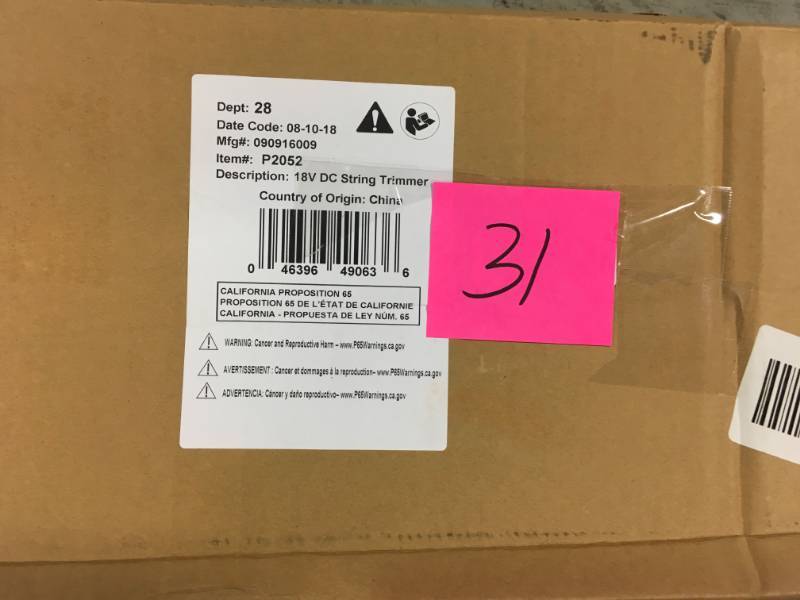 Dept: 28
Date Code: 08-10-18
Mfg#: 090916009
Item#: P2052
Description: 18V DC String Trimmer
Country of Origin: China
0 46396 49063 6
CALIFORNIA PROPOSITION 65
PROPOSITION 65 DE L'ÉTAT DE CALIFORNIE
CALIFORNIA - PROPUESTA DE LEY NÚM. 65
WARNING: Cancer and Reproductive Harm – www.P65Warnings.ca.gov
AVERTISSEMENT : Cancer et dommages à la reproduction– www.P65Warnings.ca.gov
ADVERTENCIA: Cáncer y daño reproductivo– www.P65Warnings.ca.gov
31